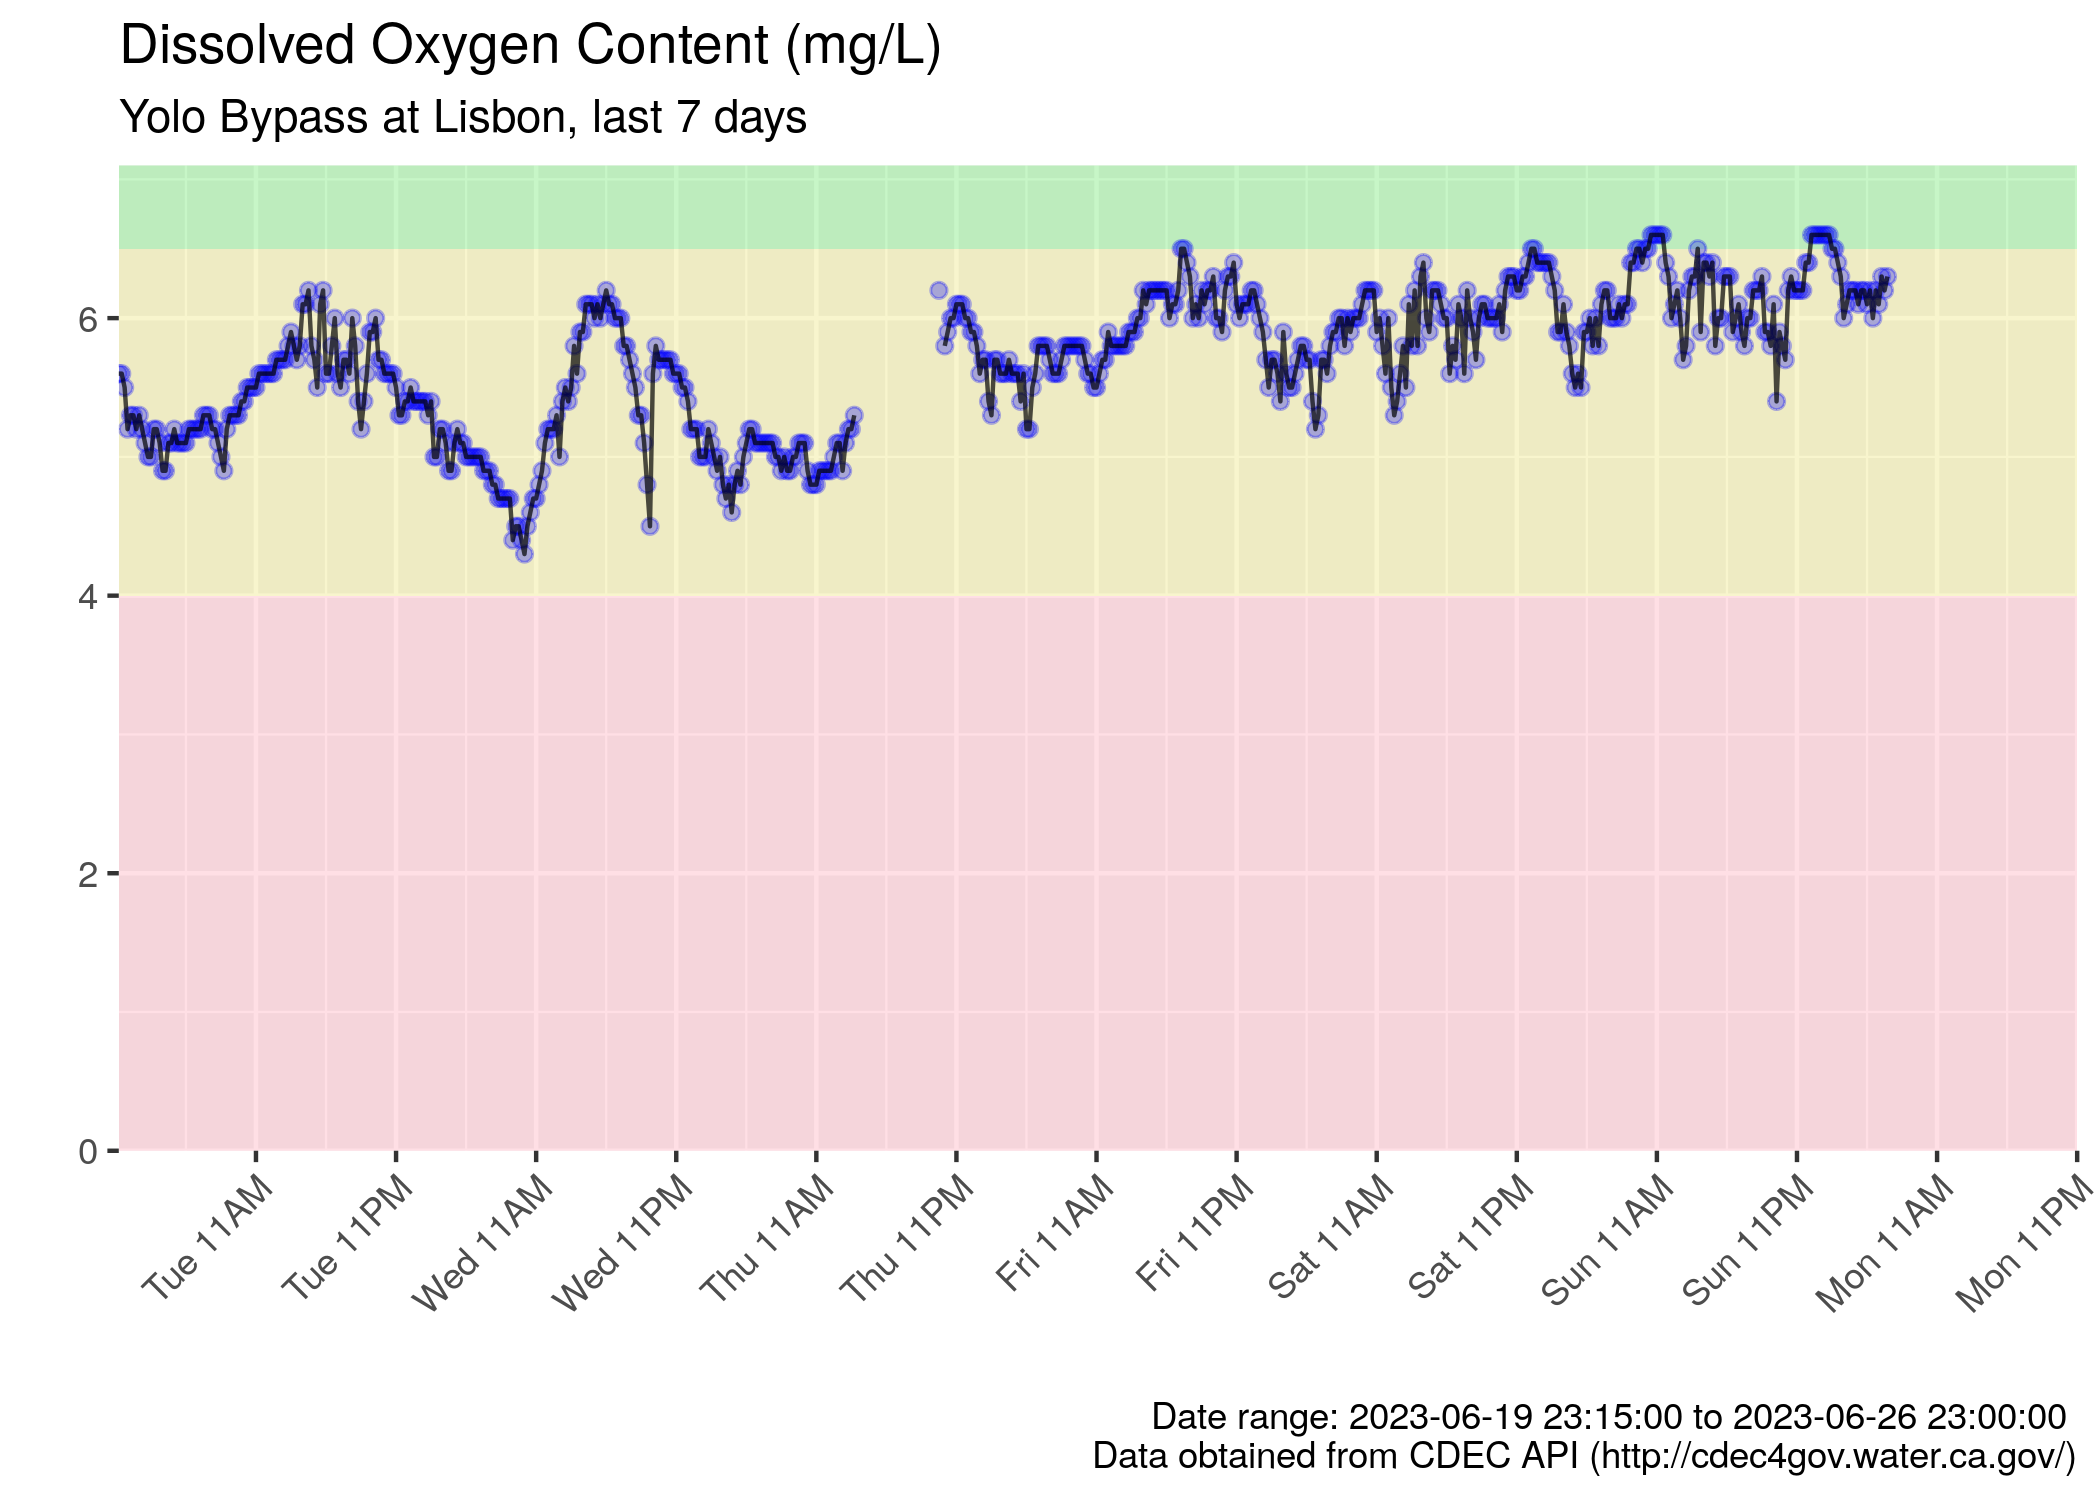 Dissolved Oxygen Content (mg/L)
Yolo Bypass at Lisbon, last 7 days
6
4
2
0
Tue 11AM
Tue 11PM
Wed 11AM
Wed 11PM
Thu 11AM
Thu 11PM
Fri 11AM
Fri 11PM
Sat 11AM
Sat 11PM
Sun 11AM
Sun 11PM
Mon 11AM
Mon 11PM
Date range: 2023-06-19 23:15:00 to 2023-06-26 23:00:00
Data obtained from CDEC API (http://cdec4gov.water.ca.gov/)